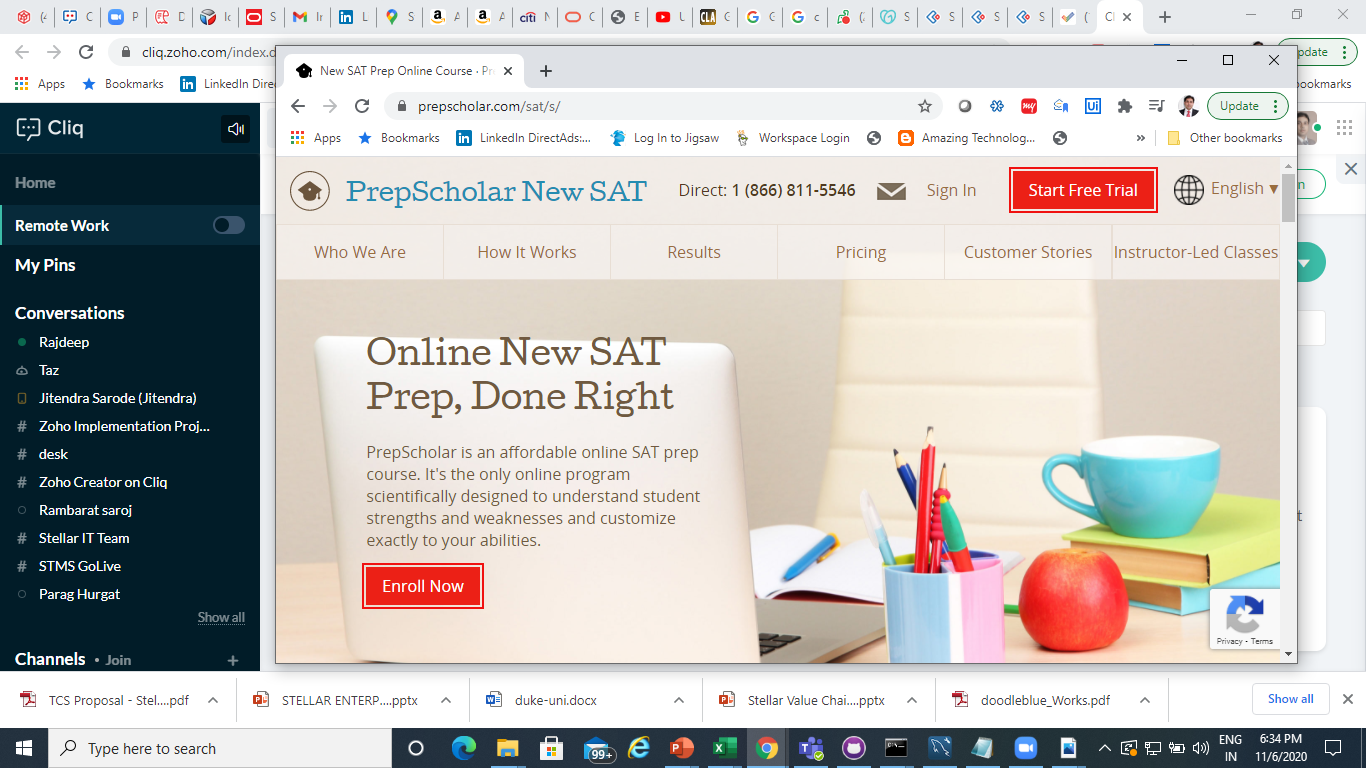 (4
C
P
D
Ic
S
Ir
L
S
A
A
N
C
E
U
G
G
c
(
S
S
S
S
(
Cl
cliq.zoho.com/index.d
pdate
Apps
Bookmarks
LinkedIn Direc
bookmarks
New SAT Prep Online Course • Pr
prepscholar.com/sat/s/
Update
Apps
Bookmarks
LinkedIn DirectAds:...
Log In to Jigsaw
Workspace Login
Amazing Technolog...
»
Other bookmarks
Cliq
Home
Remote Work
My Pins
Conversations
Rajdeep
Taz
Jitendra Sarode (Jitendra)
# Zoho Implementation Proj...
# desk
# Zoho Creator on Cliq
Rambarat saroj
# Stellar IT Team
# STMS GoLive
Parag Hurgat
Show all
Channels • Join +
PrepScholar New SAT
Direct: 1 (866) 811-5546
Sign In
Start Free Trial
English ▼
Who We Are
How It Works
Results
Pricing
Customer Stories
Instructor-Led Classes
Online New SAT
Prep, Done Right
PrepScholar is an affordable online SAT prep
course. It's the only online program
scientifically designed to understand student
strengths and weaknesses and customize
exactly to your abilities.
Enroll Now
Privacy - Terms
n
t
TCS Proposal - Stel....pdf
STELLAR ENTERP....pptx
duke-uni.docx
Stellar Value Chai....pptx
doodleblue_Works.pdf
Show all
Type here to search
99+
ENG
IN
6:34 PM
11/6/2020